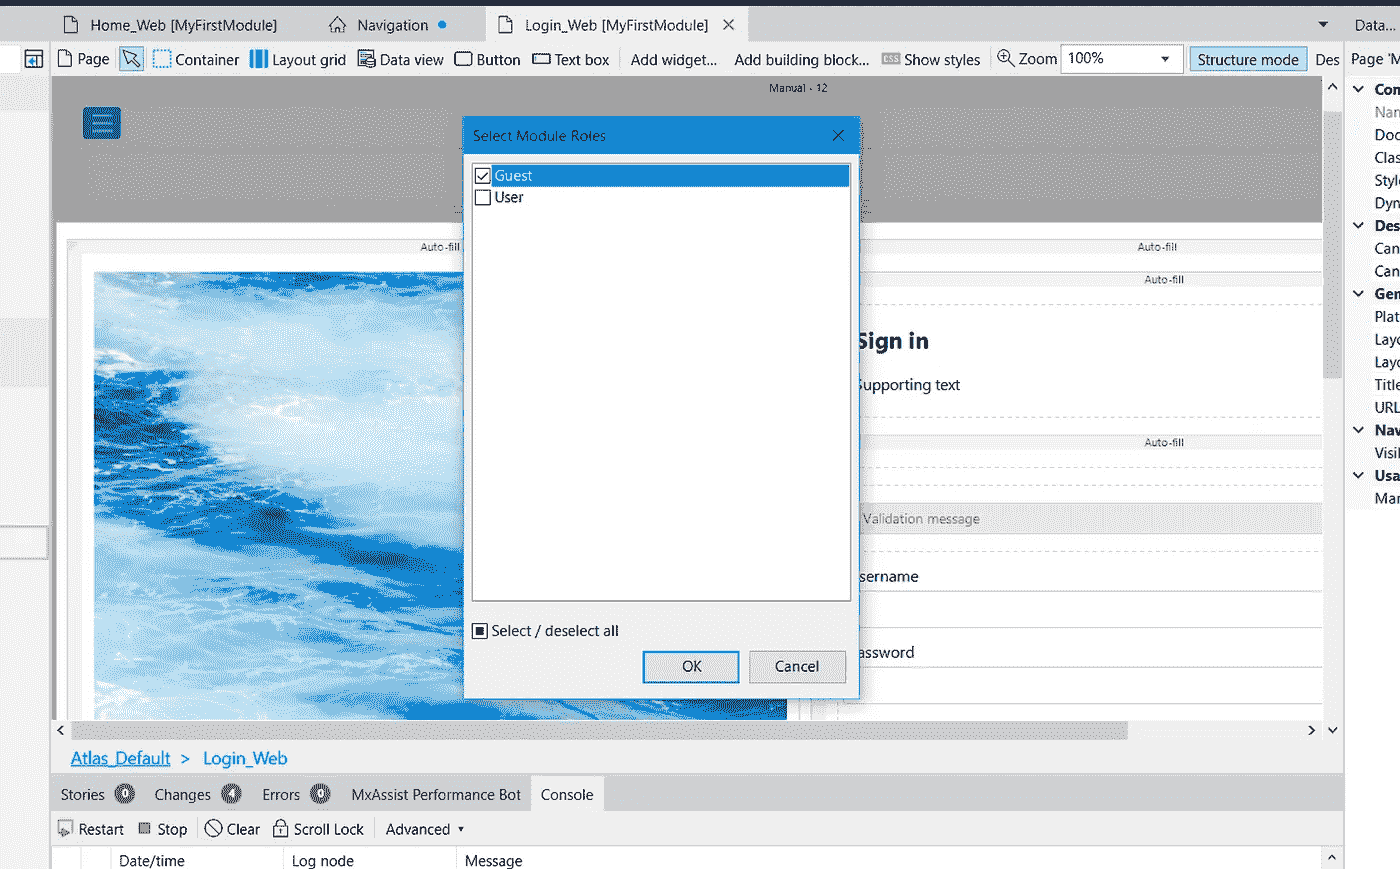 Home_Web [MyFirstModule] Navigation Login_Web [MyFirstModule] Data...
Page Container Layout grid Data view Button Text box Add widget... Add building block... CSS Show styles Zoom 100% Structure mode Des Page 'M
Manual - 12
Select Module Roles
Guest
User
Select / deselect all
OK Cancel
Auto-fill Auto-fill
Auto-fill
Sign in
Supporting text
Auto-fill
Validation message
sername
assword
Con
Nan
Doc
Clas
Style
Dyn
Des
Can
Can
Gen
Plat
Layo
Layo
Title
URL
Nav
Visil
Usa
Mar
Atlas_Default > Login_Web
Stories Changes 4 Errors MxAssist Performance Bot Console
Restart Stop Clear Scroll Lock Advanced
Date/time Log node Message